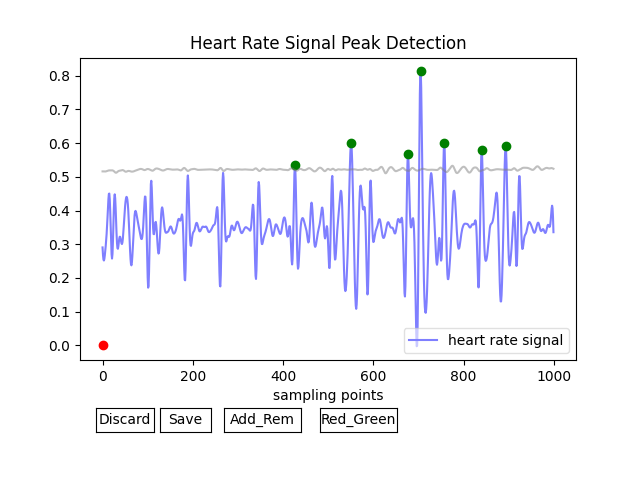 Heart Rate Signal Peak Detection
0.8
0.7
0.6
0.5
0.4
0.3
0.2
0.1
0.0
heart rate signal
0 200 400 600 800 1000
sampling points
Discard Save Add_Rem Red_Green